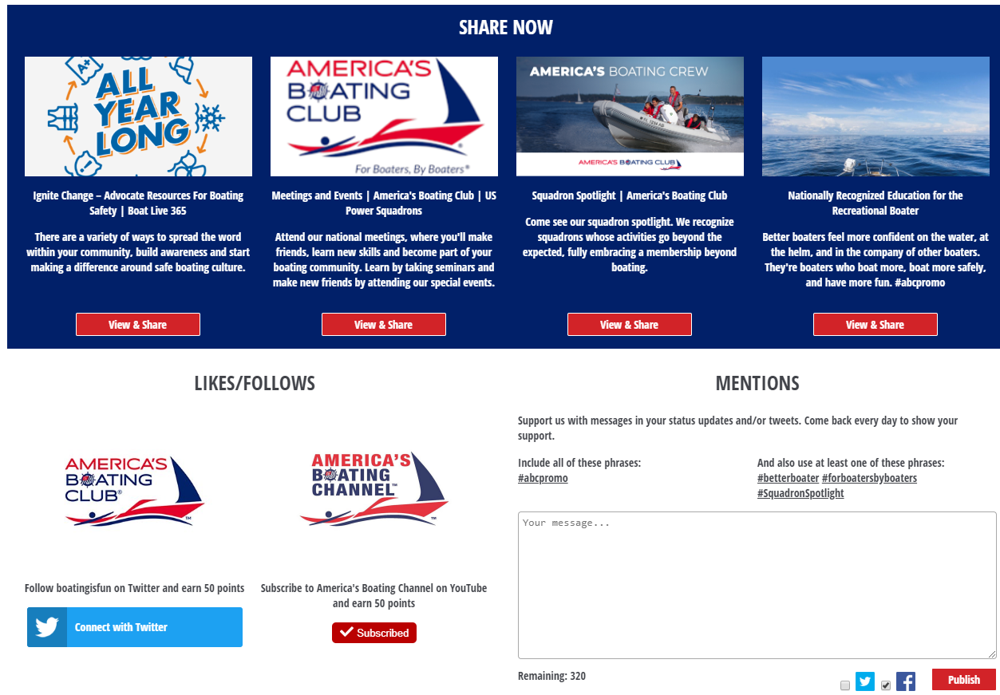 SHARE NOW
A+
ALL
YEAR
LONG
AMERICA'S
BOATING
CLUB
®
For Boaters, By Boaters®
AMERICA'S BOATING CREW
AMERICA'S BOATING CLUB
Ignite Change – Advocate Resources For Boating
Safety | Boat Live 365
There are a variety of ways to spread the word
within your community, build awareness and start
making a difference around safe boating culture.
View & Share
Meetings and Events | America's Boating Club | US
Power Squadrons
Attend our national meetings, where you'll make
friends, learn new skills and become part of your
boating community. Learn by taking seminars and
make new friends by attending our special events.
View & Share
Squadron Spotlight | America's Boating Club
Come see our squadron spotlight. We recognize
squadrons whose activities go beyond the
expected, fully embracing a membership beyond
boating.
View & Share
Nationally Recognized Education for the
Recreational Boater
Better boaters feel more confident on the water, at
the helm, and in the company of other boaters.
They're boaters who boat more, boat more safely,
and have more fun. #abcpromo
View & Share
LIKES/FOLLOWS
AMERICA'S
BOATING
CLUB®
TM
Follow boatingisfun on Twitter and earn 50 points
Connect with Twitter
AMERICA'S
BOATING
CHANNEL™
TM
Subscribe to America's Boating Channel on YouTube
and earn 50 points
Subscribed
MENTIONS
Support us with messages in your status updates and/or tweets. Come back every day to show your
support.
Include all of these phrases:
#abcpromo
And also use at least one of these phrases:
#betterboater #forboatersbyboaters
#SquadronSpotlight
Your message...
Remaining: 320
Publish